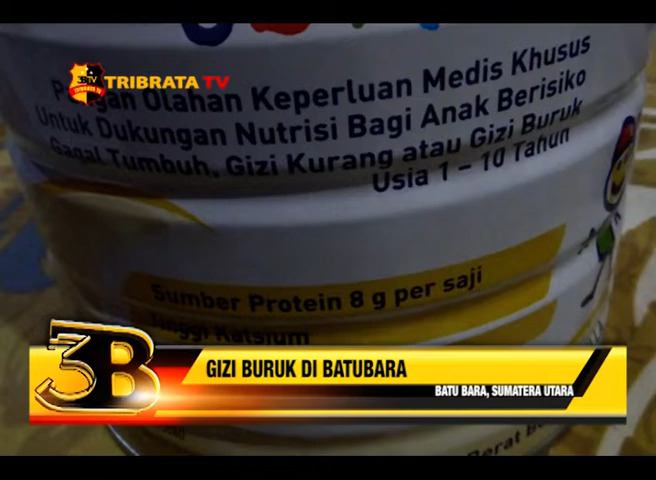 TRIBRATA TV
Pangan Olahan Keperluan Medis Khusus
Untuk Dukungan Nutrisi Bagi Anak Berisiko
Gagal Tumbuh, Gizi Kurang atau Gizi Buruk
Usia 1 – 10 Tahun
Sumber Protein 8 g per saji
Tinggi Kalsium
3B
GIZI BURUK DI BATUBARA
BATU BARA, SUMATERA UTARA